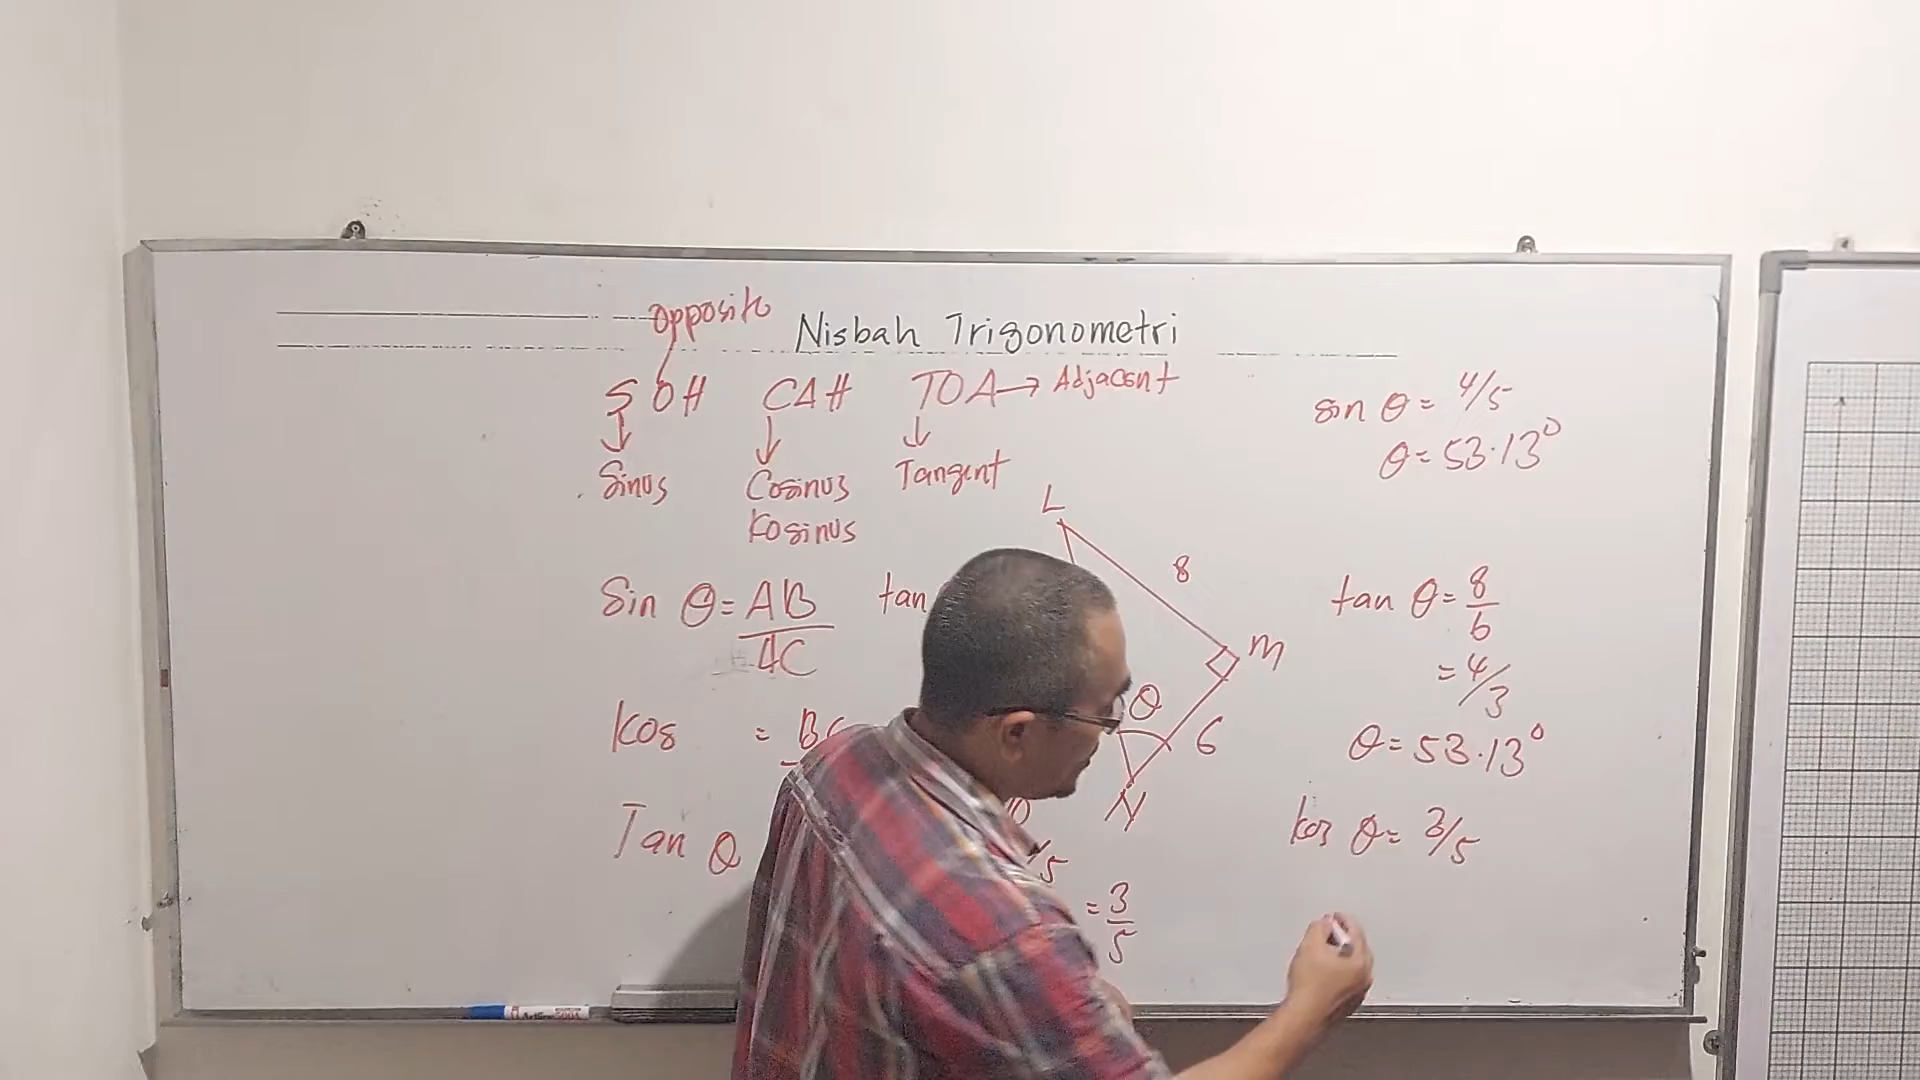 opposite
Nisbah Trigonometri
SOH CAH TOA → Adjacent
Sinus
Cosinus
Kosinus
Tangent
Sin θ = AB/AC
tan
Kos = BC
Tan θ
= 3/5
L
8
M
θ
6
N
sin θ = 4/5
θ = 53.13°
tan θ = 8/6
= 4/3
θ = 53.13°
kos θ = 3/5